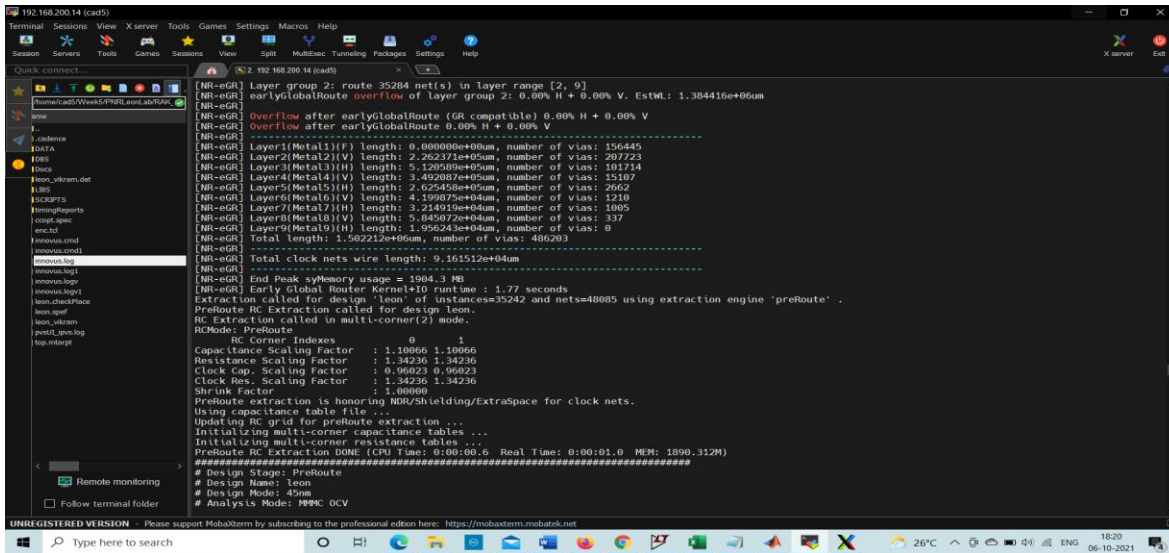 192.168.200.14 (cad5)
Terminal Sessions View X server Tools Games Settings Macros Help
Session Servers Tools Games Sessions View Split MultiExec Tunneling Packages Settings Help
X server Exit
Quick connect...
2. 192.168.200.14 (cad5)
/home/cad5/Week5/PNRLeonLab/RAK_
..
.cadence
DATA
DBS
Docs
leon_vikram.dat
LIBS
SCRIPTS
timingReports
ccopt.spec
enc.tcl
innovus.cmd
innovus.cmd1
innovus.log
innovus.log1
innovus.logv
innovus.logv1
leon.checkPlace
leon.spef
leon_vikram
pvsUI_ipvs.log
top.mtarpt
Remote monitoring
Follow terminal folder
[NR-eGR] Layer group 2: route 35284 net(s) in layer range [2, 9]
[NR-eGR] earlyGlobalRoute overflow of layer group 2: 0.00% H + 0.00% V. EstWL: 1.384416e+06um
[NR-eGR]
[NR-eGR] Overflow after earlyGlobalRoute (GR compatible) 0.00% H + 0.00% V
[NR-eGR] Overflow after earlyGlobalRoute 0.00% H + 0.00% V
[NR-eGR] --------------------------------------------------------------------------
[NR-eGR] Layer1(Metal1)(F) length: 0.000000e+00um, number of vias: 156445
[NR-eGR] Layer2(Metal2)(V) length: 2.262371e+05um, number of vias: 207723
[NR-eGR] Layer3(Metal3)(H) length: 5.120589e+05um, number of vias: 101714
[NR-eGR] Layer4(Metal4)(V) length: 3.492087e+05um, number of vias: 15107
[NR-eGR] Layer5(Metal5)(H) length: 2.625458e+05um, number of vias: 2662
[NR-eGR] Layer6(Metal6)(V) length: 4.199875e+04um, number of vias: 1210
[NR-eGR] Layer7(Metal7)(H) length: 3.214919e+04um, number of vias: 1005
[NR-eGR] Layer8(Metal8)(V) length: 5.845072e+04um, number of vias: 337
[NR-eGR] Layer9(Metal9)(H) length: 1.956243e+04um, number of vias: 0
[NR-eGR] Total length: 1.502212e+06um, number of vias: 486203
[NR-eGR] --------------------------------------------------------------------------
[NR-eGR] Total clock nets wire length: 9.161512e+04um
[NR-eGR] --------------------------------------------------------------------------
[NR-eGR] End Peak syMemory usage = 1904.3 MB
[NR-eGR] Early Global Router Kernel+IO runtime : 1.77 seconds
Extraction called for design 'leon' of instances=35242 and nets=48085 using extraction engine 'preRoute' .
PreRoute RC Extraction called for design leon.
RC Extraction called in multi-corner(2) mode.
RCMode: PreRoute
RC Corner Indexes 0 1
Capacitance Scaling Factor : 1.10066 1.10066
Resistance Scaling Factor : 1.34236 1.34236
Clock Cap. Scaling Factor : 0.96023 0.96023
Clock Res. Scaling Factor : 1.34236 1.34236
Shrink Factor : 1.00000
PreRoute extraction is honoring NDR/Shielding/ExtraSpace for clock nets.
Using capacitance table file ...
Updating RC grid for preRoute extraction ...
Initializing multi-corner capacitance tables ...
Initializing multi-corner resistance tables ...
PreRoute RC Extraction DONE (CPU Time: 0:00:00.6 Real Time: 0:00:01.0 MEM: 1890.312M)
################################################################################
# Design Stage: PreRoute
# Design Name: leon
# Design Mode: 45nm
# Analysis Mode: MMMC OCV
UNREGISTERED VERSION - Please support MobaXterm by subscribing to the professional edition here: https://mobaxterm.mobatek.net
Type here to search
26°C
ENG
18:20
06-10-2021